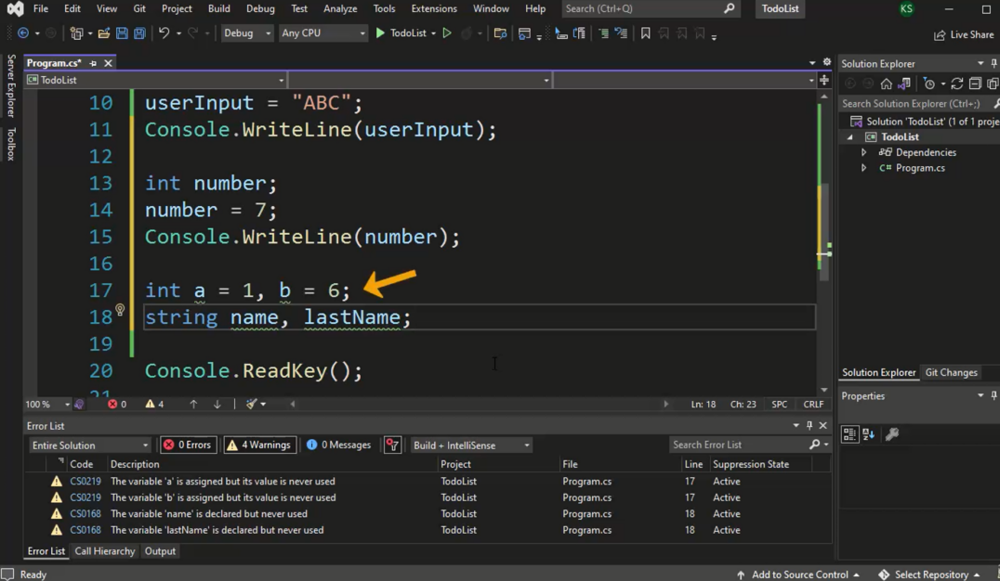 File Edit View Git Project Build Debug Test Analyze Tools Extensions Window Help Search (Ctrl+Q) TodoList KS
Debug Any CPU TodoList Live Share
Server Explorer
Toolbox
Program.cs*
TodoList
10 userInput = "ABC";
11 Console.WriteLine(userInput);
12
13 int number;
14 number = 7;
15 Console.WriteLine(number);
16
17 int a = 1, b = 6;
18 string name, lastName;
19
20 Console.ReadKey();
21
100 % 0 4 Ln: 18 Ch: 23 SPC CRLF
Error List
Entire Solution 0 Errors 4 Warnings 0 Messages Build + IntelliSense Search Error List
Code Description Project File Line Suppression State
CS0219 The variable 'a' is assigned but its value is never used TodoList Program.cs 17 Active
CS0219 The variable 'b' is assigned but its value is never used TodoList Program.cs 17 Active
CS0168 The variable 'name' is declared but never used TodoList Program.cs 18 Active
CS0168 The variable 'lastName' is declared but never used TodoList Program.cs 18 Active
Error List Call Hierarchy Output
Solution Explorer
Search Solution Explorer (Ctrl+;)
Solution 'TodoList' (1 of 1 proje
TodoList
Dependencies
C# Program.cs
Solution Explorer Git Changes
Properties
Ready Add to Source Control Select Repository